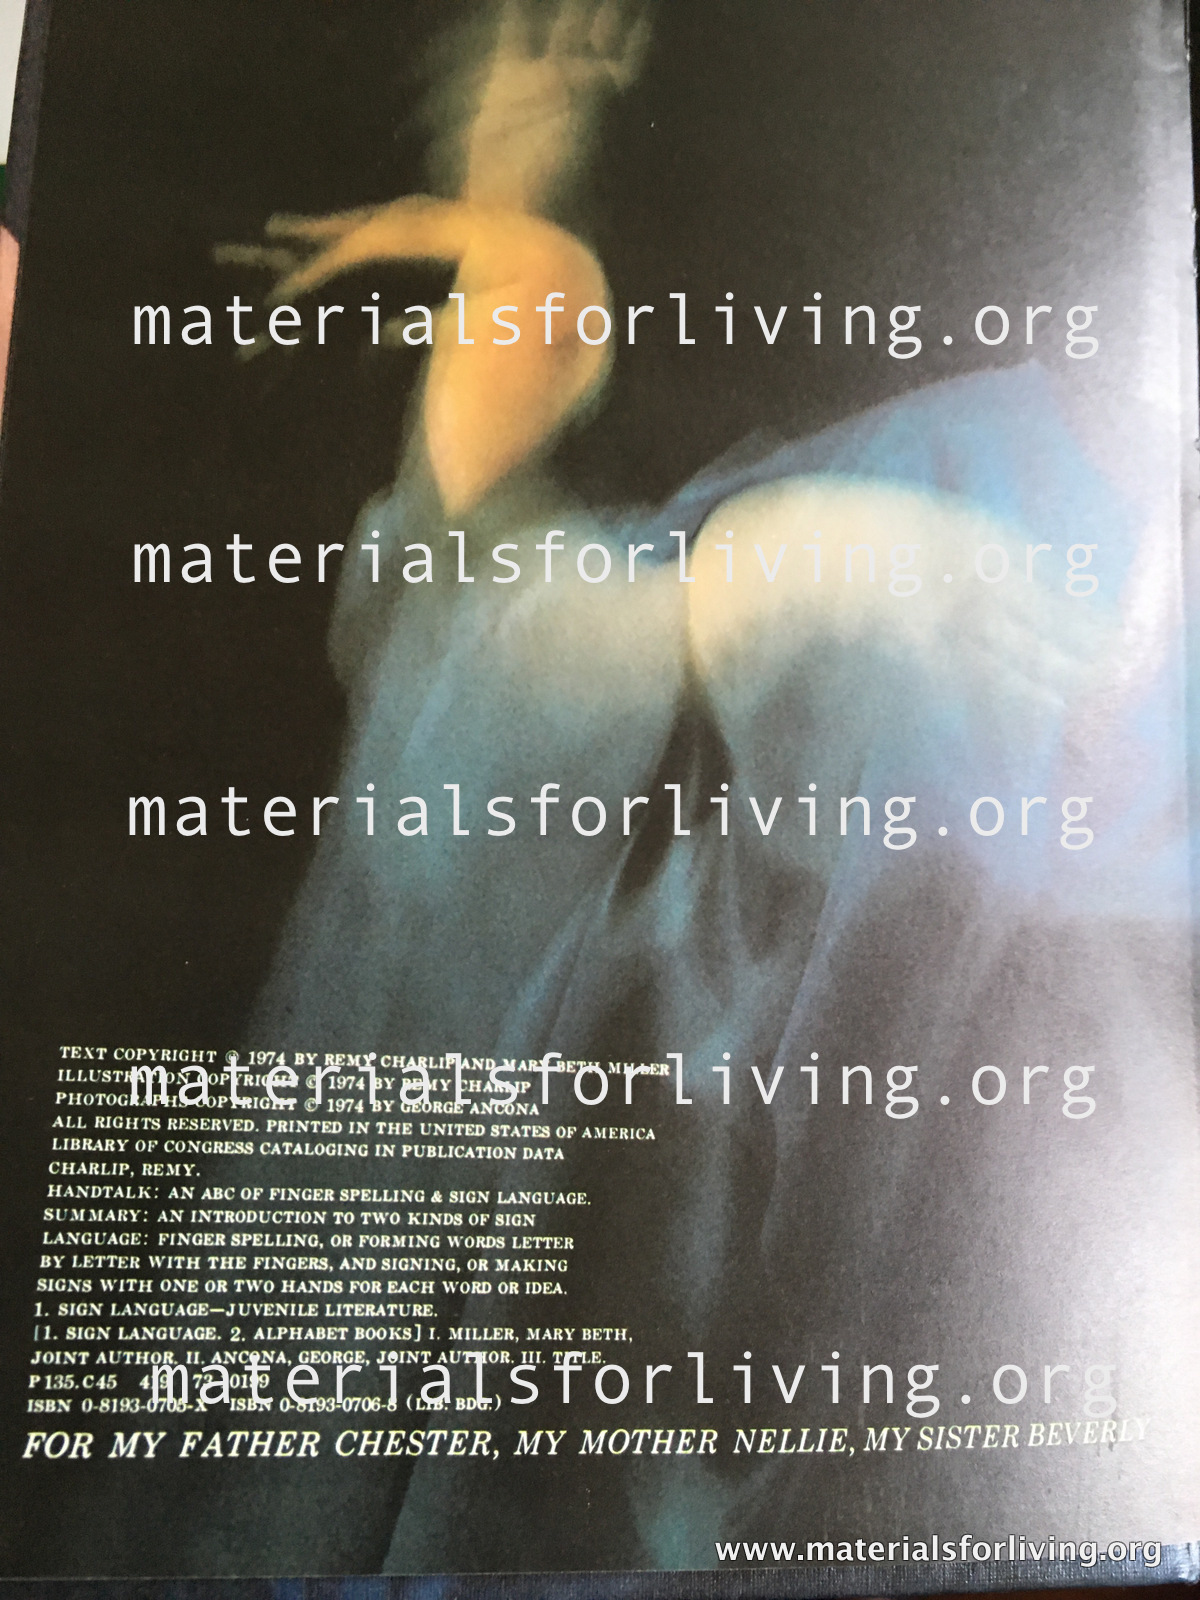 materialsforliving.org
materialsforliving.org
materialsforliving.org
TEXT COPYRIGHT © 1974 BY REMY CHARLIP AND MARY BETH MILLER
materialsforliving.org
ILLUSTRATION COPYRIGHT © 1974 BY REMY CHARLIP
PHOTOGRAPHS COPYRIGHT © 1974 BY GEORGE ANCONA
ALL RIGHTS RESERVED. PRINTED IN THE UNITED STATES OF AMERICA
LIBRARY OF CONGRESS CATALOGING IN PUBLICATION DATA
CHARLIP, REMY.
HANDTALK: AN ABC OF FINGER SPELLING & SIGN LANGUAGE.
SUMMARY: AN INTRODUCTION TO TWO KINDS OF SIGN
LANGUAGE: FINGER SPELLING, OR FORMING WORDS LETTER
BY LETTER WITH THE FINGERS, AND SIGNING, OR MAKING
SIGNS WITH ONE OR TWO HANDS FOR EACH WORD OR IDEA.
1. SIGN LANGUAGE—JUVENILE LITERATURE.
[1. SIGN LANGUAGE. 2. ALPHABET BOOKS] I. MILLER, MARY BETH,
JOINT AUTHOR. II. ANCONA, GEORGE, JOINT AUTHOR. III. TITLE.
materialsforliving.org
P135.C45
ISBN 0-8193-0705-X ISBN 0-8193-0706-8 (LIB. BDG.)
FOR MY FATHER CHESTER, MY MOTHER NELLIE, MY SISTER BEVERLY
www.materialsforliving.org